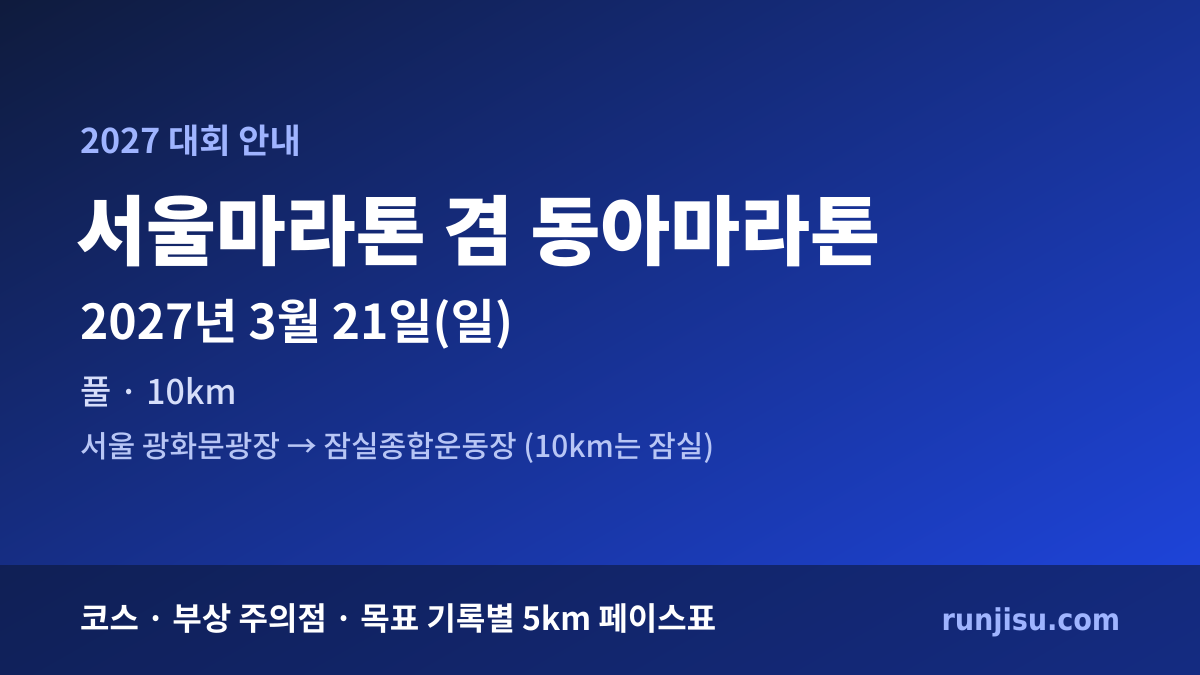 2027 대회 안내
서울마라톤 겸 동아마라톤
2027년 3월 21일(일)
풀 · 10km
서울 광화문광장 → 잠실종합운동장 (10km는 잠실)
코스 · 부상 주의점 · 목표 기록별 5km 페이스표
runjisu.com